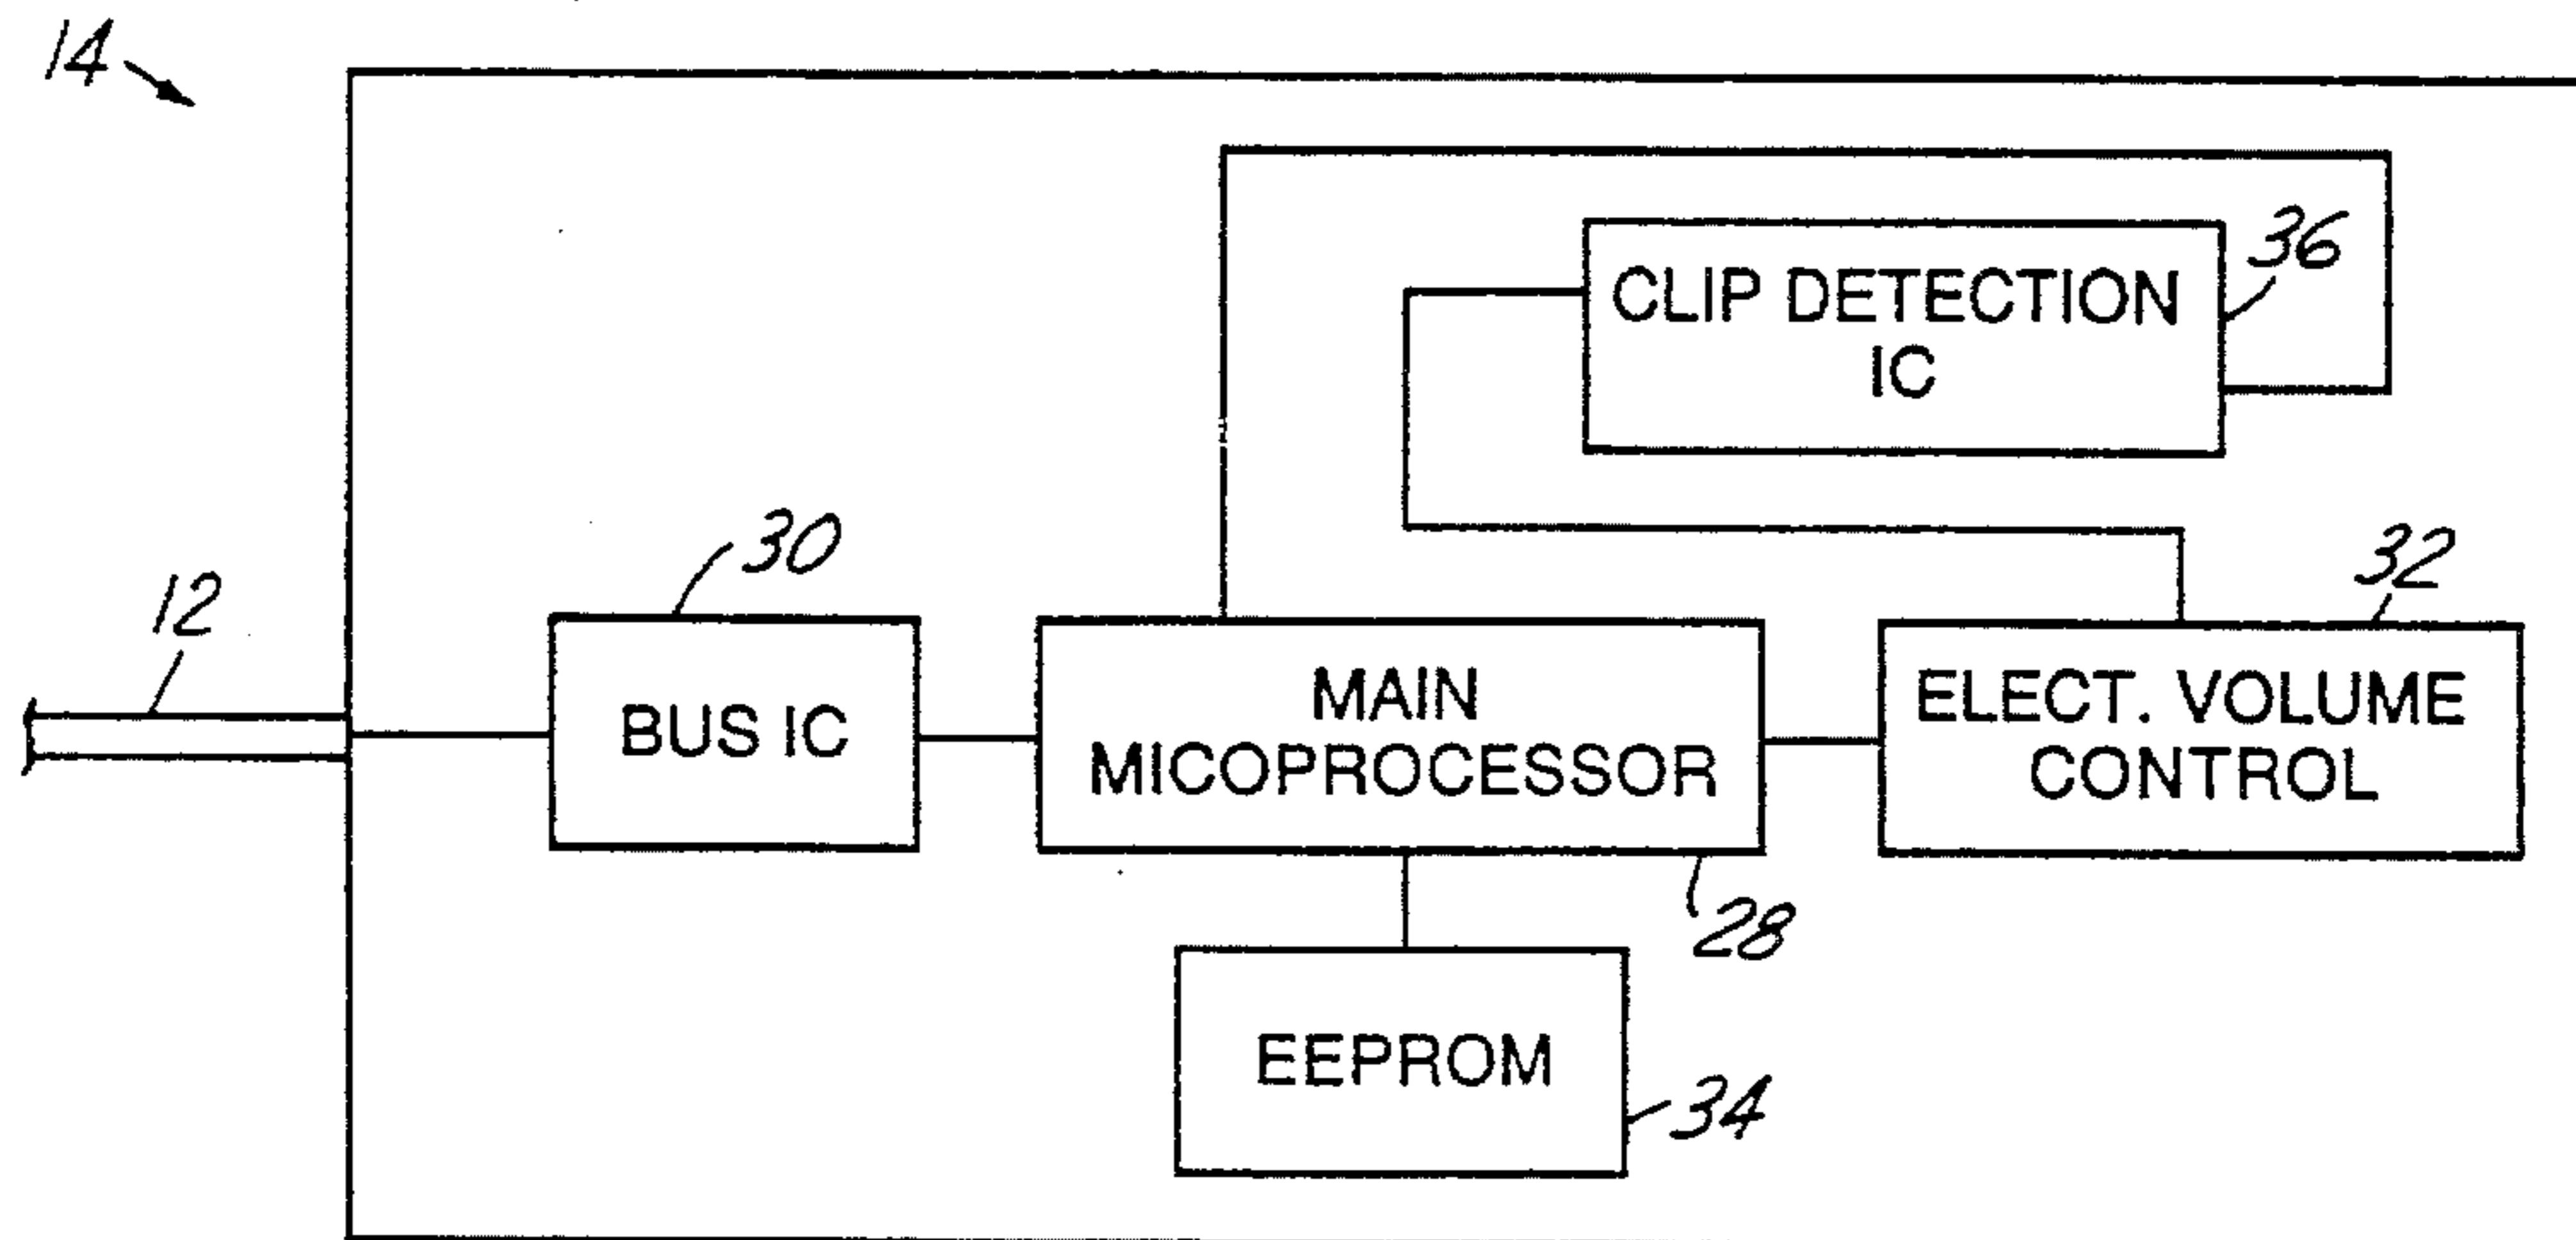 14
36
CLIP DETECTION
IC
30
32
12
BUS IC
MAIN
MICOPROCESSOR
ELECT. VOLUME
CONTROL
28
EEPROM
34